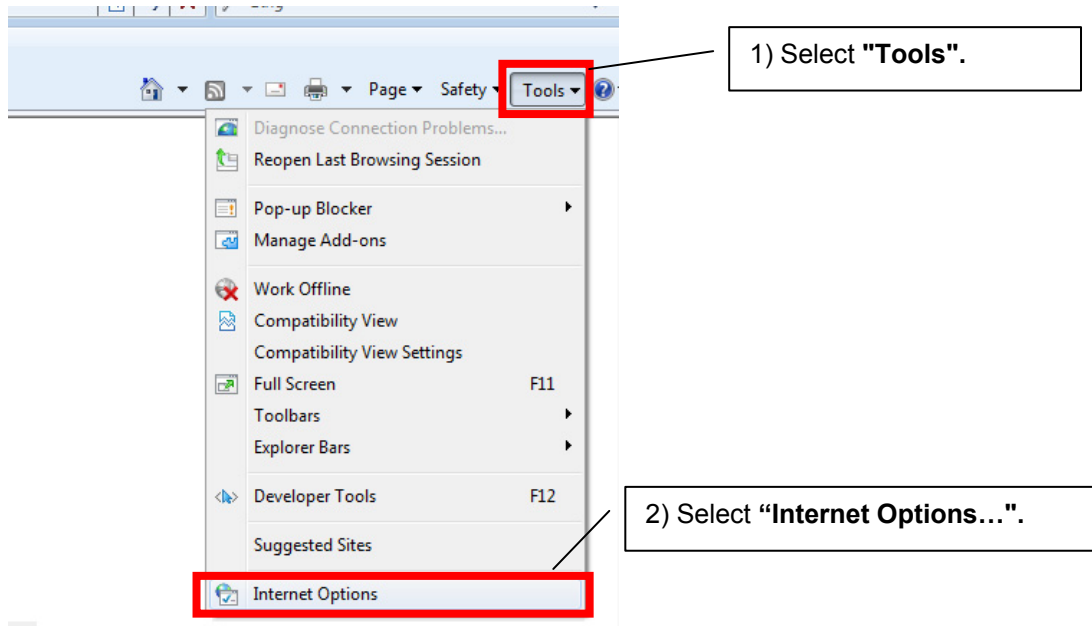 1) Select "Tools".
Page Safety Tools
Diagnose Connection Problems...
Reopen Last Browsing Session
Pop-up Blocker
Manage Add-ons
Work Offline
Compatibility View
Compatibility View Settings
Full Screen F11
Toolbars
Explorer Bars
Developer Tools F12
2) Select “Internet Options…".
Suggested Sites
Internet Options